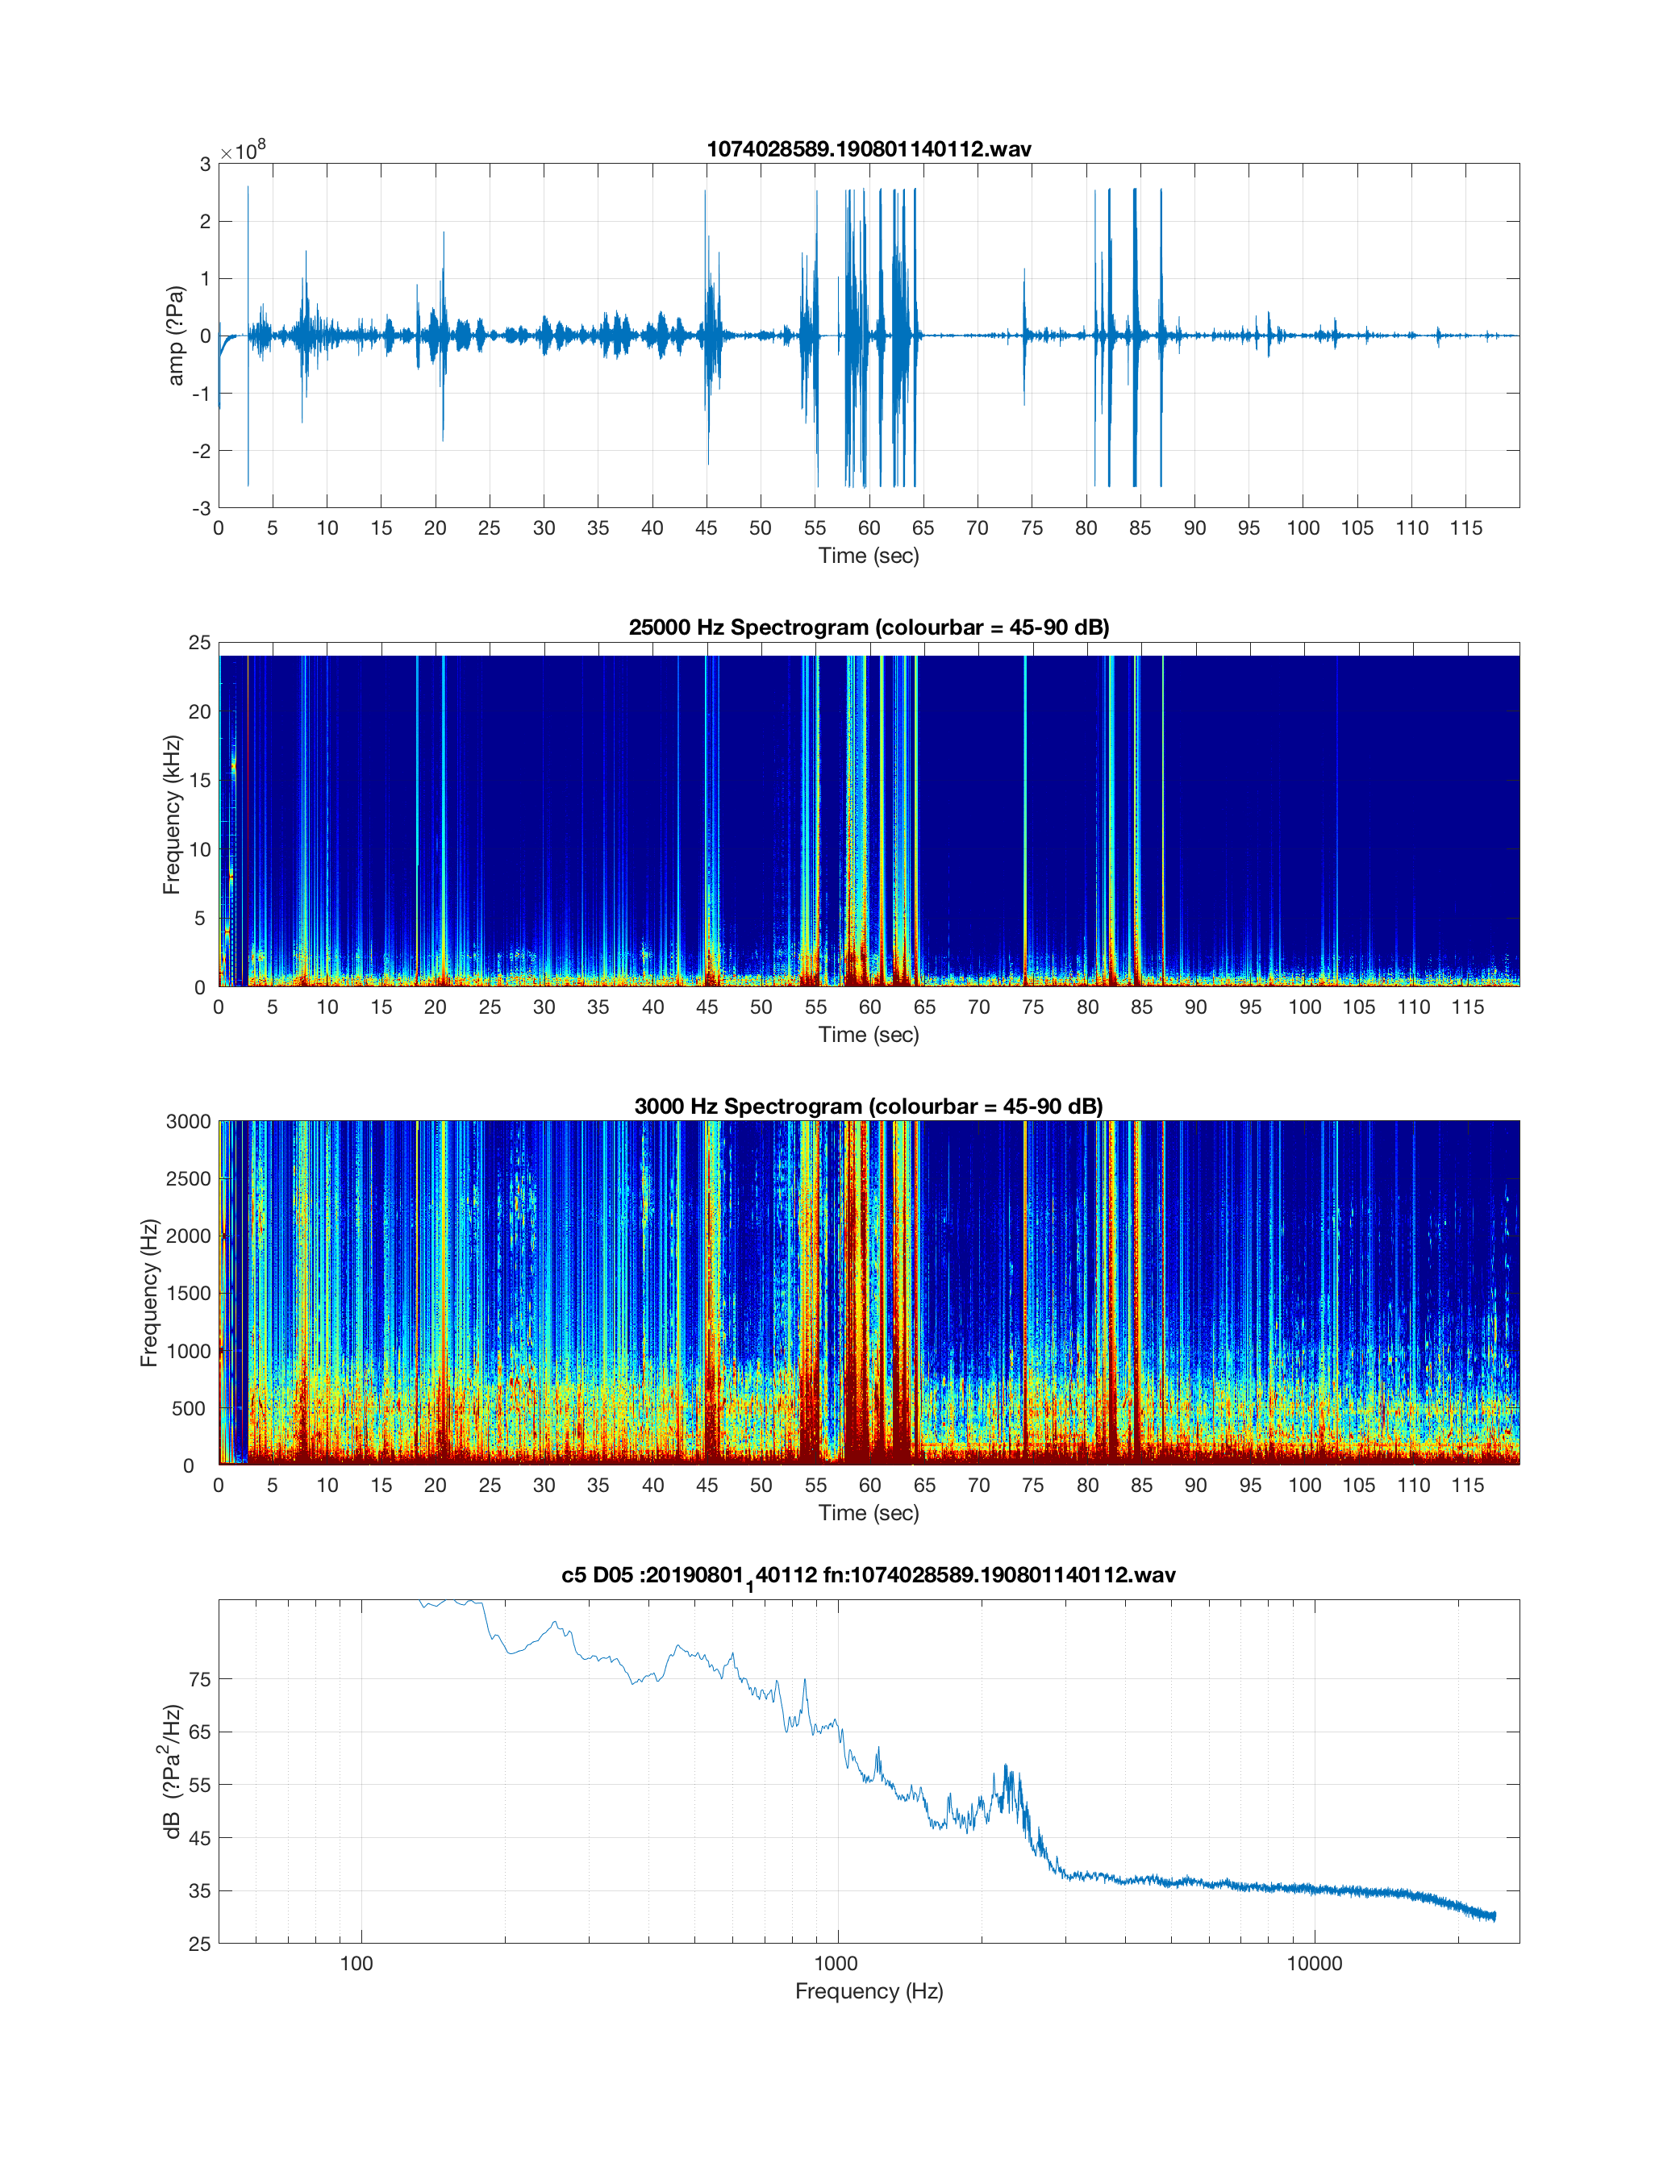 1074028589.190801140112.wav
×10⁸
3
2
1
0
-1
-2
-3
amp (?Pa)
0 5 10 15 20 25 30 35 40 45 50 55 60 65 70 75 80 85 90 95 100 105 110 115
Time (sec)
25000 Hz Spectrogram (colourbar = 45-90 dB)
25
20
15
10
5
0
Frequency (kHz)
0 5 10 15 20 25 30 35 40 45 50 55 60 65 70 75 80 85 90 95 100 105 110 115
Time (sec)
3000 Hz Spectrogram (colourbar = 45-90 dB)
3000
2500
2000
1500
1000
500
0
Frequency (Hz)
0 5 10 15 20 25 30 35 40 45 50 55 60 65 70 75 80 85 90 95 100 105 110 115
Time (sec)
c5 D05 :20190801₁40112 fn:1074028589.190801140112.wav
75
65
55
45
35
25
dB (?Pa²/Hz)
100 1000 10000
Frequency (Hz)